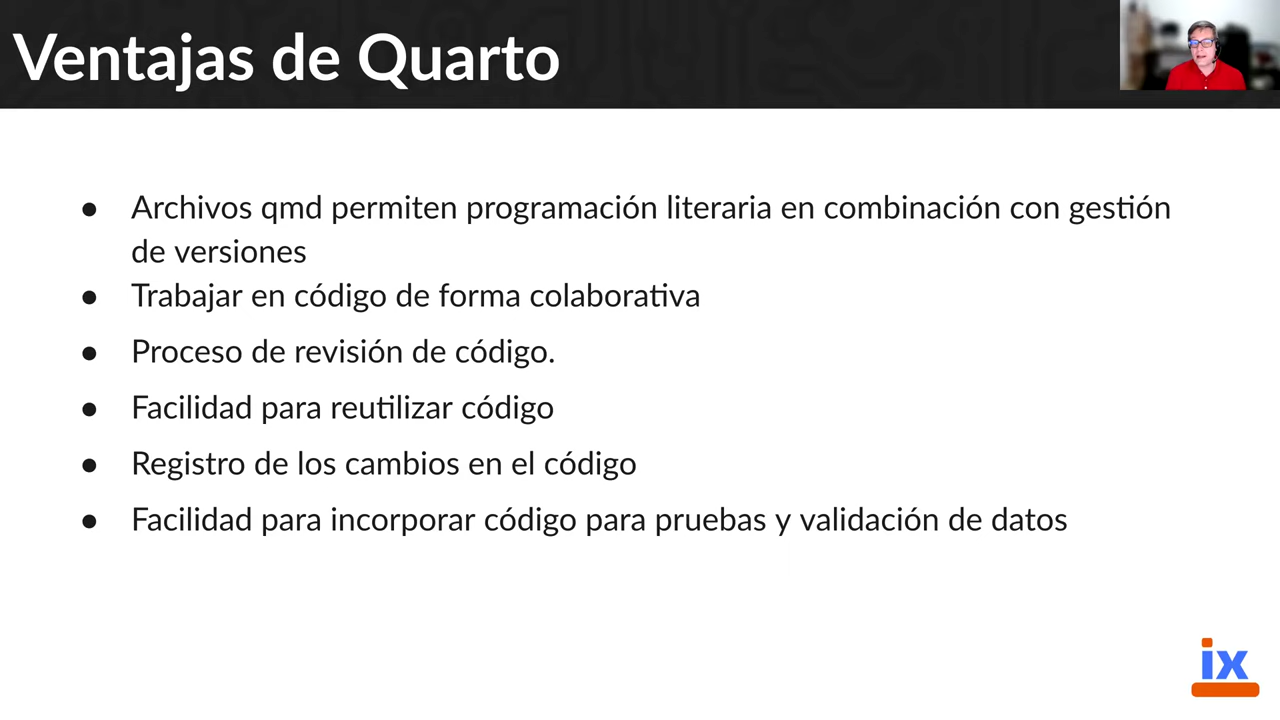 Ventajas de Quarto
● Archivos qmd permiten programación literaria en combinación con gestión
de versiones
● Trabajar en código de forma colaborativa
● Proceso de revisión de código.
● Facilidad para reutilizar código
● Registro de los cambios en el código
● Facilidad para incorporar código para pruebas y validación de datos
ix